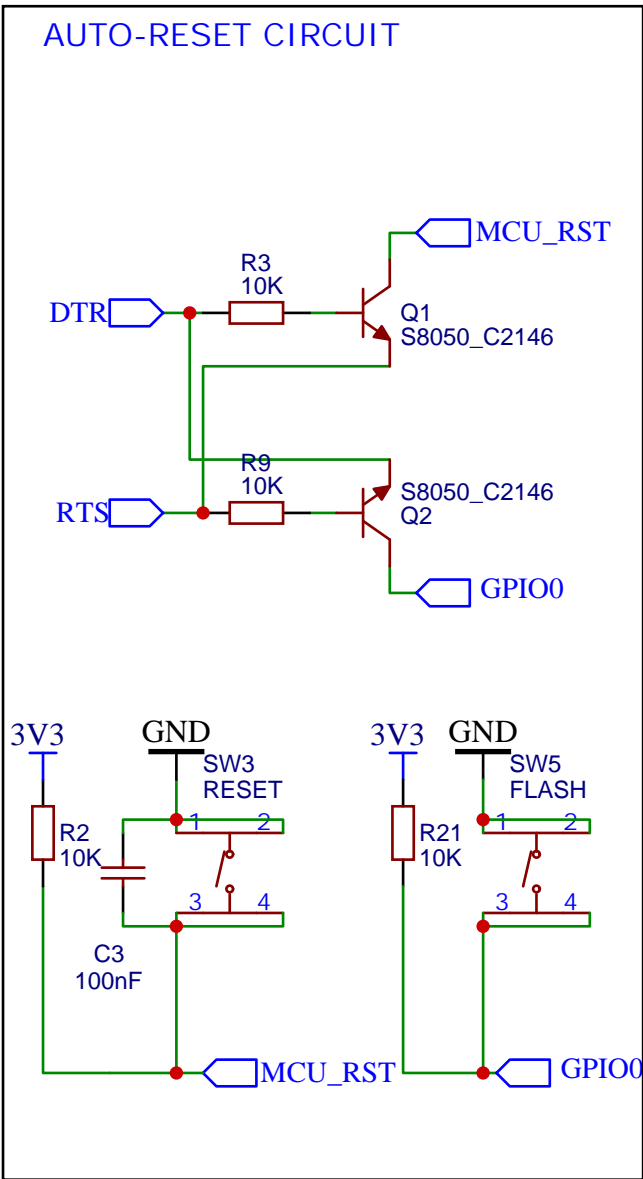 AUTO-RESET CIRCUIT
MCU_RST
R3
10K
DTR
Q1
S8050_C2146
R9
10K
RTS
S8050_C2146
Q2
GPIO0
3V3
GND
SW3
RESET
R2
10K
1 2
3 4
C3
100nF
MCU_RST
3V3
GND
SW5
FLASH
R21
10K
1 2
3 4
GPIO0